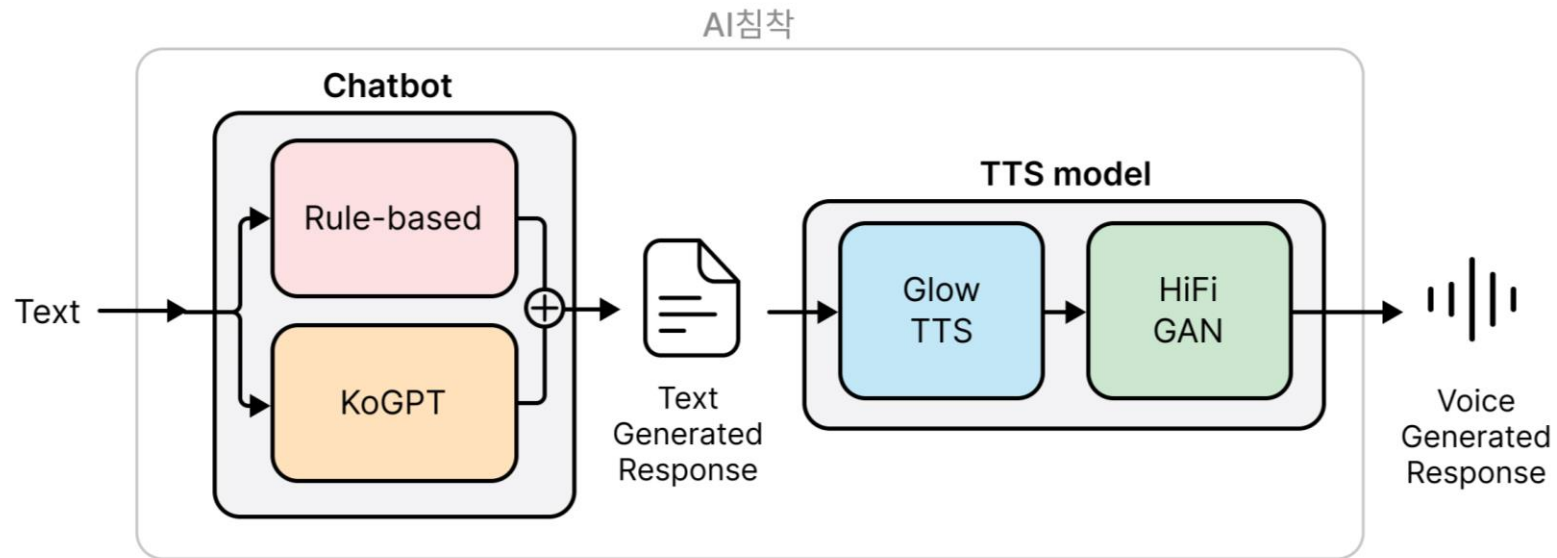 AI침착
Chatbot
Rule-based
KoGPT
Text
Text
Generated
Response
TTS model
Glow
TTS
HiFi
GAN
Voice
Generated
Response